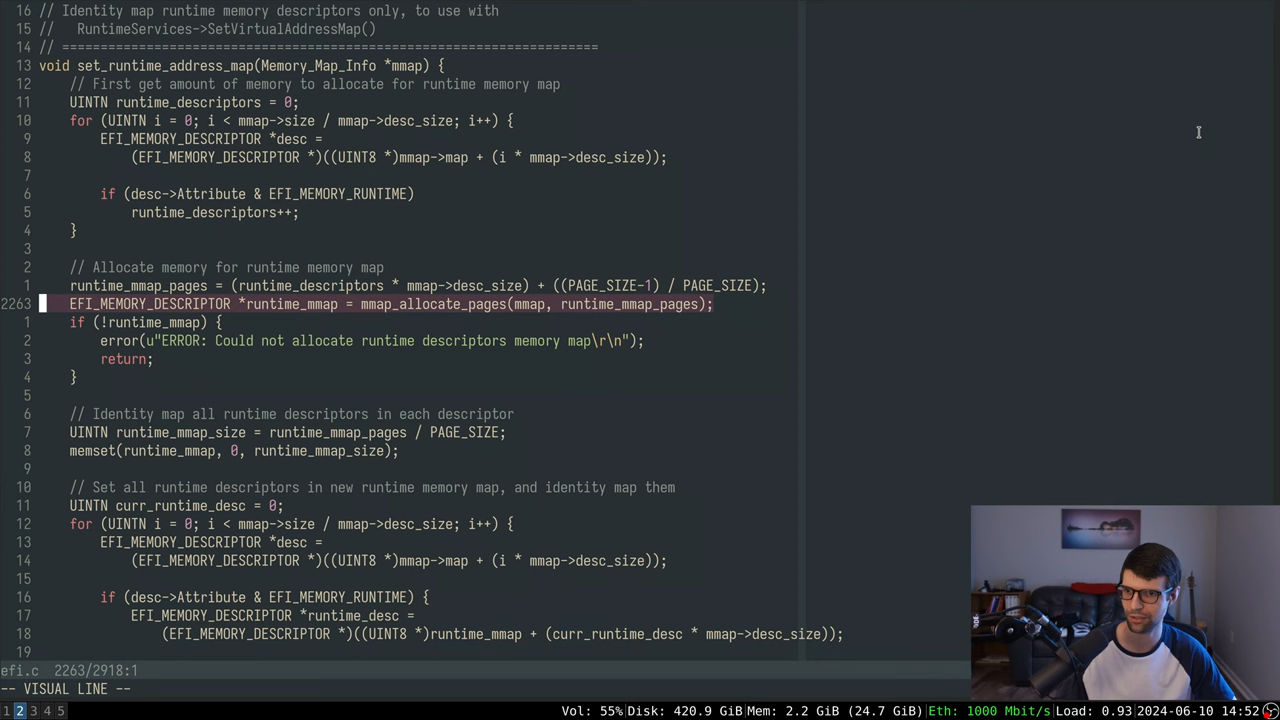 16 // Identity map runtime memory descriptors only, to use with
15 //   RuntimeServices->SetVirtualAddressMap()
14 // ======================================================================
13 void set_runtime_address_map(Memory_Map_Info *mmap) {
12     // First get amount of memory to allocate for runtime memory map
11     UINTN runtime_descriptors = 0;
10     for (UINTN i = 0; i < mmap->size / mmap->desc_size; i++) {
9         EFI_MEMORY_DESCRIPTOR *desc =
8             (EFI_MEMORY_DESCRIPTOR *)((UINT8 *)mmap->map + (i * mmap->desc_size));
7
6         if (desc->Attribute & EFI_MEMORY_RUNTIME)
5             runtime_descriptors++;
4     }
3
2     // Allocate memory for runtime memory map
1     runtime_mmap_pages = (runtime_descriptors * mmap->desc_size) + ((PAGE_SIZE-1) / PAGE_SIZE);
2263     EFI_MEMORY_DESCRIPTOR *runtime_mmap = mmap_allocate_pages(mmap, runtime_mmap_pages);
1     if (!runtime_mmap) {
2         error(u"ERROR: Could not allocate runtime descriptors memory map\r\n");
3         return;
4     }
5
6     // Identity map all runtime descriptors in each descriptor
7     UINTN runtime_mmap_size = runtime_mmap_pages / PAGE_SIZE;
8     memset(runtime_mmap, 0, runtime_mmap_size);
9
10     // Set all runtime descriptors in new runtime memory map, and identity map them
11     UINTN curr_runtime_desc = 0;
12     for (UINTN i = 0; i < mmap->size / mmap->desc_size; i++) {
13         EFI_MEMORY_DESCRIPTOR *desc =
14             (EFI_MEMORY_DESCRIPTOR *)((UINT8 *)mmap->map + (i * mmap->desc_size));
15
16         if (desc->Attribute & EFI_MEMORY_RUNTIME) {
17             EFI_MEMORY_DESCRIPTOR *runtime_desc =
18                 (EFI_MEMORY_DESCRIPTOR *)((UINT8 *)runtime_mmap + (curr_runtime_desc * mmap->desc_size));
19
efi.c  2263/2918:1
-- VISUAL LINE --
1 2 3 4 5 Vol: 55% Disk: 420.9 GiB Mem: 2.2 GiB (24.7 GiB) Eth: 1000 Mbit/s Load: 0.93 2024-06-10 14:52